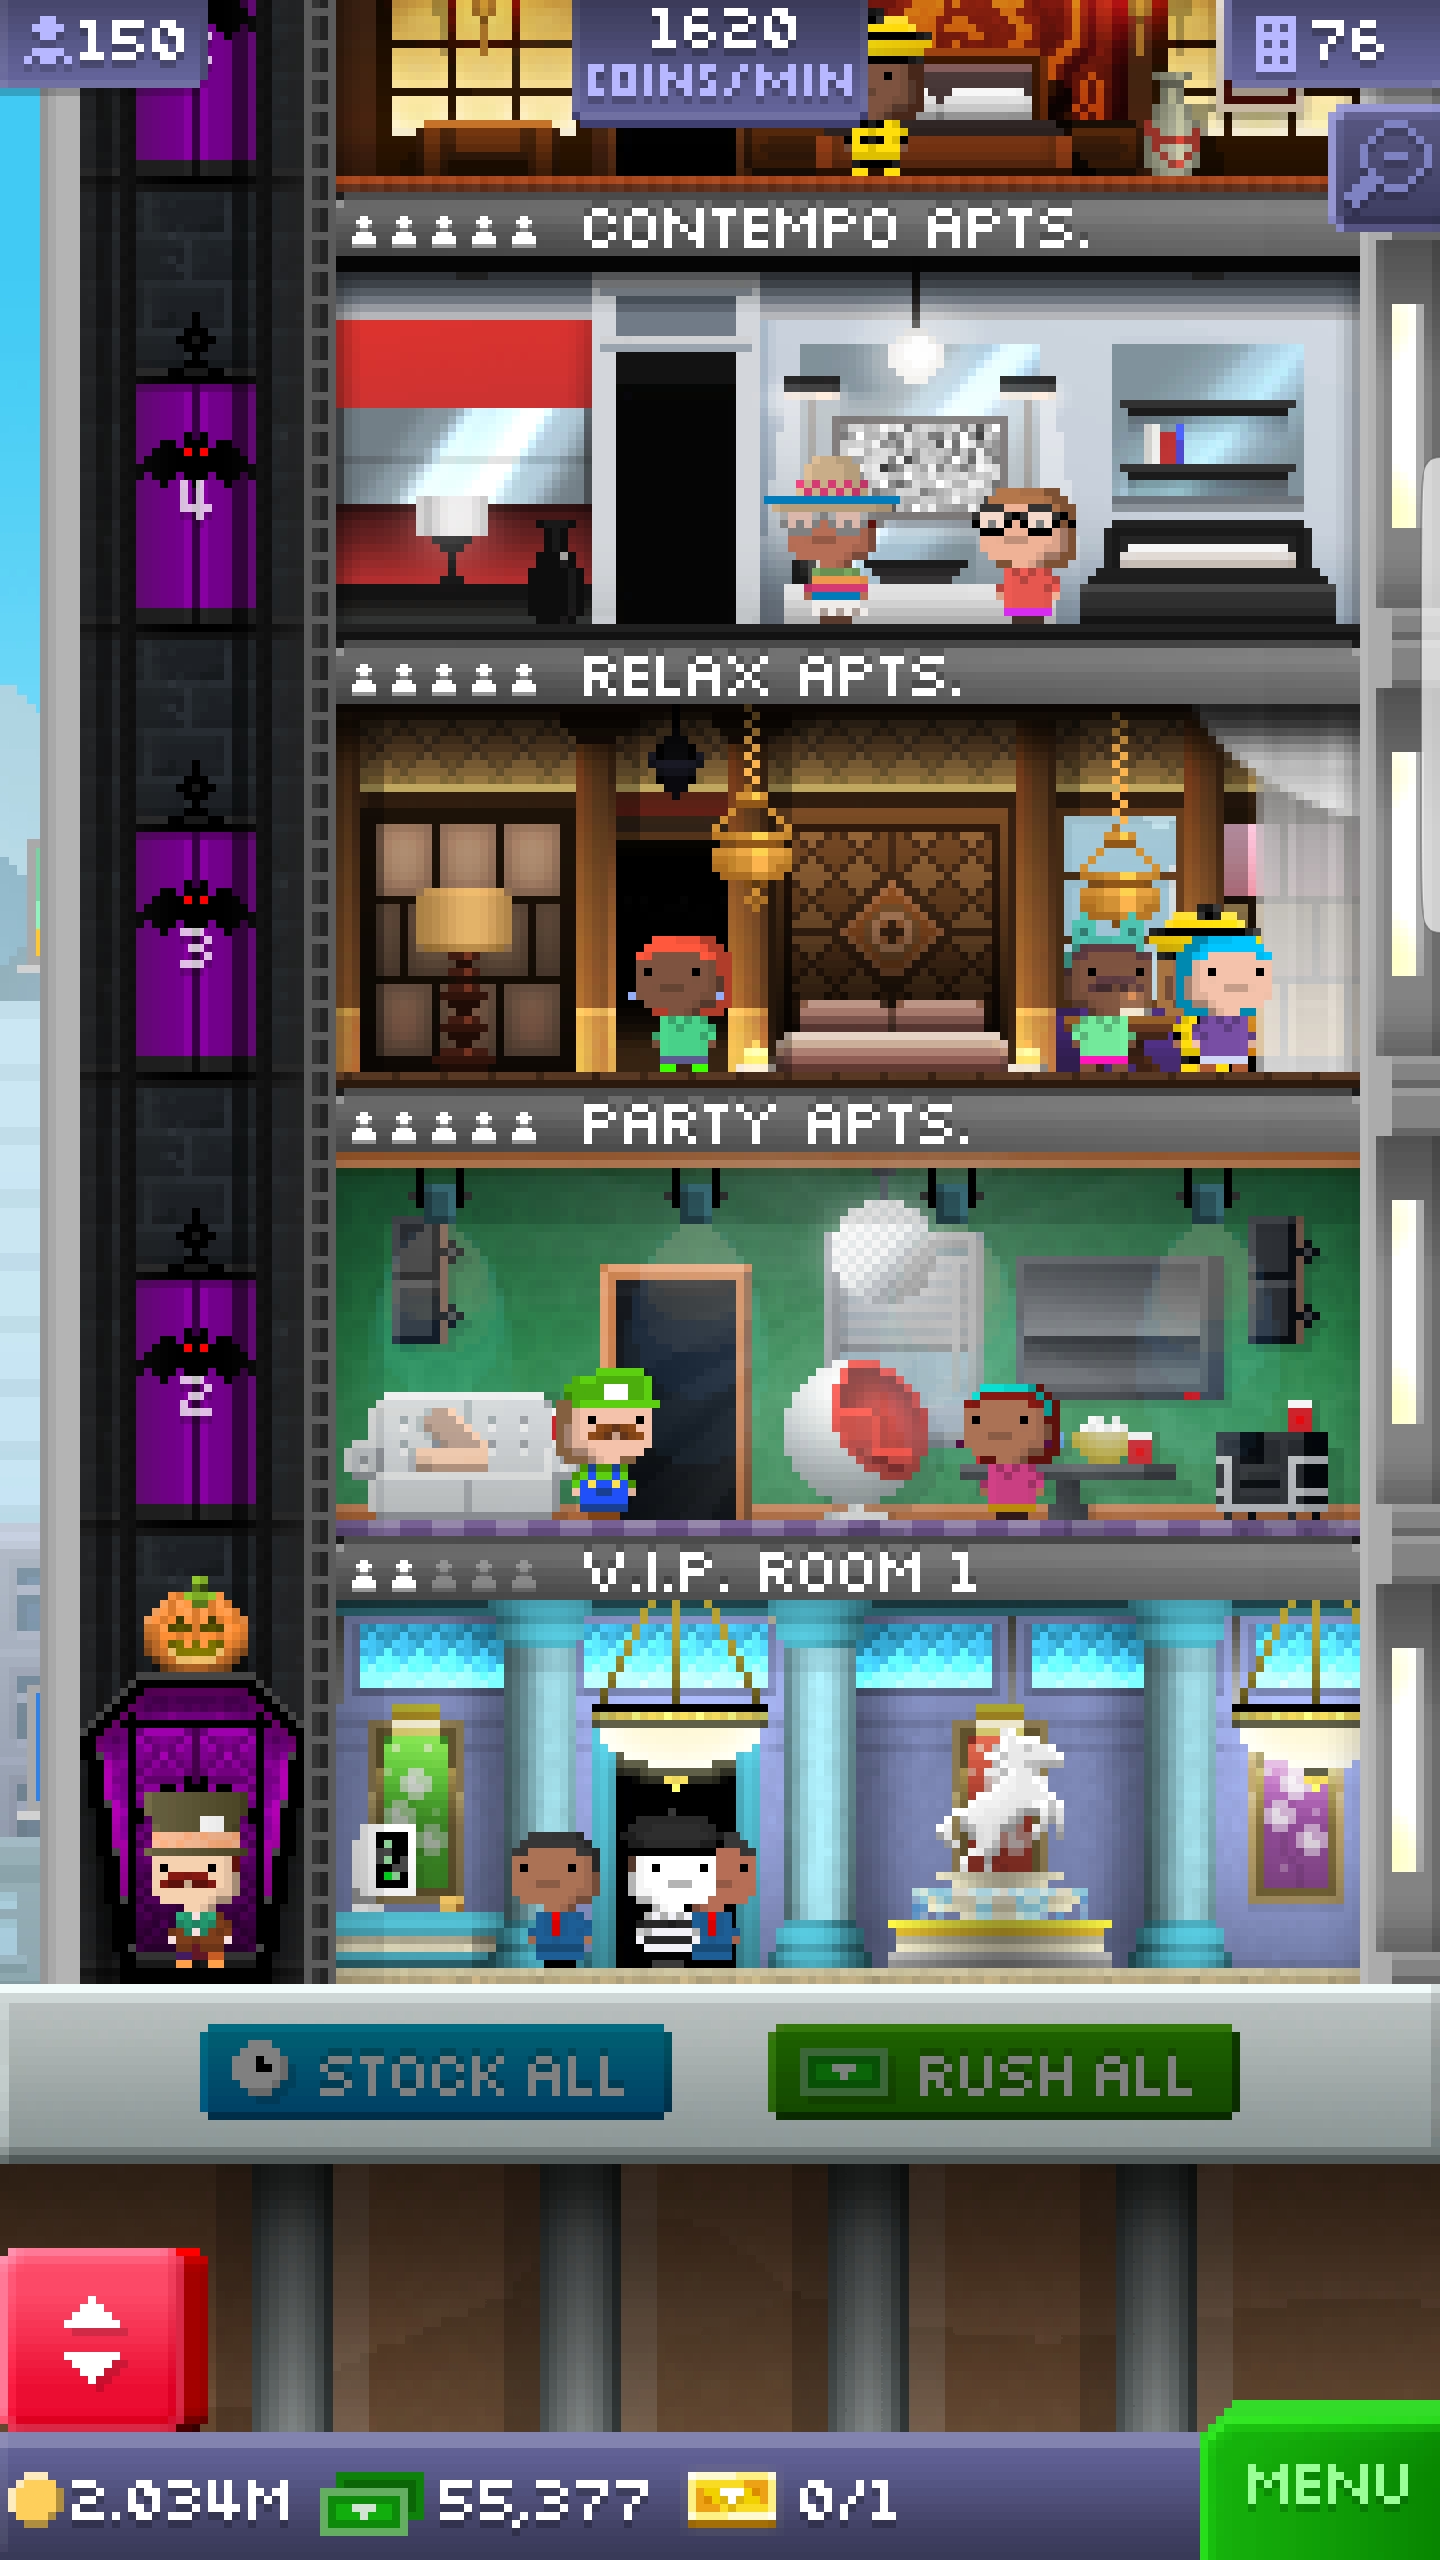 150
1620
COINS/MIN
76
CONTEMPO APTS.
4
RELAX APTS.
3
PARTY APTS.
2
V.I.P. ROOM 1
STOCK ALL
RUSH ALL
2.034M
55,377
0/1
MENU